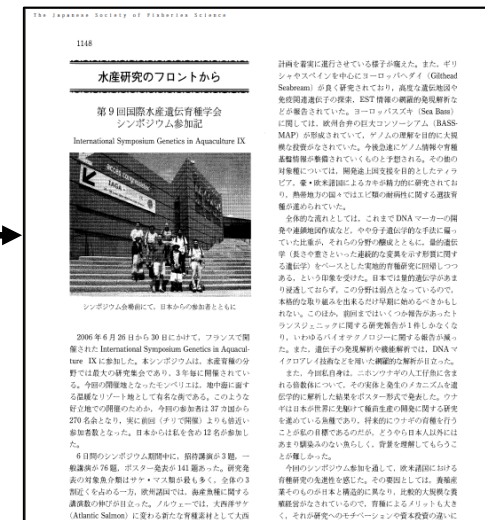 The Japanese Society of Fisheries Science
1148
水産研究のフロントから
第9回国際水産遺伝育種学会
シンポジウム参加記
International Symposium Genetics in Aquaculture IX
シンポジウム会場前にて，日本からの参加者とともに
2006年6月26日から30日にかけて，フランスで開
催された International Symposium Genetics in Aquacul-
ture IX に参加した。本シンポジウムは，水産育種の分
野では最大の研究集会であり，3年毎に開催されてい
る。今回の開催地となったモンペリエは，地中海に面す
る温暖なリゾート地として有名な街である。このような
好立地での開催のためか，今回の参加者は37カ国から
270名余となり，実に前回（チリで開催）よりも倍近い
参加者数となった。日本からは私を含め12名が参加し
た。
6日間のシンポジウム期間中に，招待講演が3題，一
般講演が76題，ポスター発表が141題あった。研究発
表の対象魚介類はサケ・マス類が最も多く，全体の3
割近くを占める一方，欧州諸国では，海産魚種に関する
講演数の伸びが目立った。ノルウェーでは，大西洋サケ
(Atlantic Salmon) に変わる新たな育種素材として大西
計画を着実に進行させている様子が窺えた。また，ギリ
シャやスペインを中心にヨーロッパヘダイ（Gilthead
Seabream）が良く研究されており，高度な遺伝地図や
免疫関連遺伝子の探索，EST情報の網羅的発現解析な
どが報告されていた。ヨーロッパスズキ（Sea Bass）
に関しては，欧州合弁の巨大コンソーシアム（BASS-
MAP）が形成されていて，ゲノムの理解を目的に大規
模な投資がなされていた。今後急速にゲノム情報や育種
基盤情報が整備されていくものと予想される。その他の
対象種については，開発途上国支援を目的としたティラ
ピア，豪・欧米諸国によるカキが精力的に研究されてお
り，熱帯地方の国々ではエビ類の耐病性に関する選抜育
種が進められていた。
全体的な流れとしては，これまでDNAマーカーの開
発や連鎖地図作成など，やや分子遺伝学的な手法に偏っ
ていた比重が，それらの分野の醸成とともに，量的遺伝
学（長さや重さといった連続的な変異を示す形質に関す
る遺伝学）をベースとした実地的育種研究に回帰しつつ
ある，という印象を受けた。日本では量的遺伝学があま
り浸透しておらず，この分野は弱点となっているので，
本格的な取り組みを出来るだけ早期に始めるべきかもし
れない。このほか，前回まではいくつか報告があったト
ランスジェニックに関する研究報告が1件しかなくな
り，いわゆるバイオテクノロジーに関する報告が減っ
た。また，遺伝子の発現解析や機能解析では，DNAマ
イクロアレイ技術などを用いた網羅的な解析が目立った。
また，今回私自身は，ニホンウナギの人工仔魚に含ま
れる倍数体について，その実体と発生のメカニズムを遺
伝学的に解析した結果をポスター形式で発表した。ウナ
ギは日本が世界に先駆けて種苗生産の開発に関する研究
を進めている魚種であり，将来的にウナギの育種を行う
ことが私の目標であるのだが，どうやら日本人以外には
あまり馴染みのない魚らしく，背景を理解してもらうこ
とが難しかった。
今回のシンポジウム参加を通して，欧米諸国における
育種研究の先進性を感じた。その要因としては，養殖産
業そのものが日本と構造的に異なり，比較的大規模な養
殖経営がなされているので，育種によるメリットも大き
く，それが研究へのモチベーションや資本投資の違いに